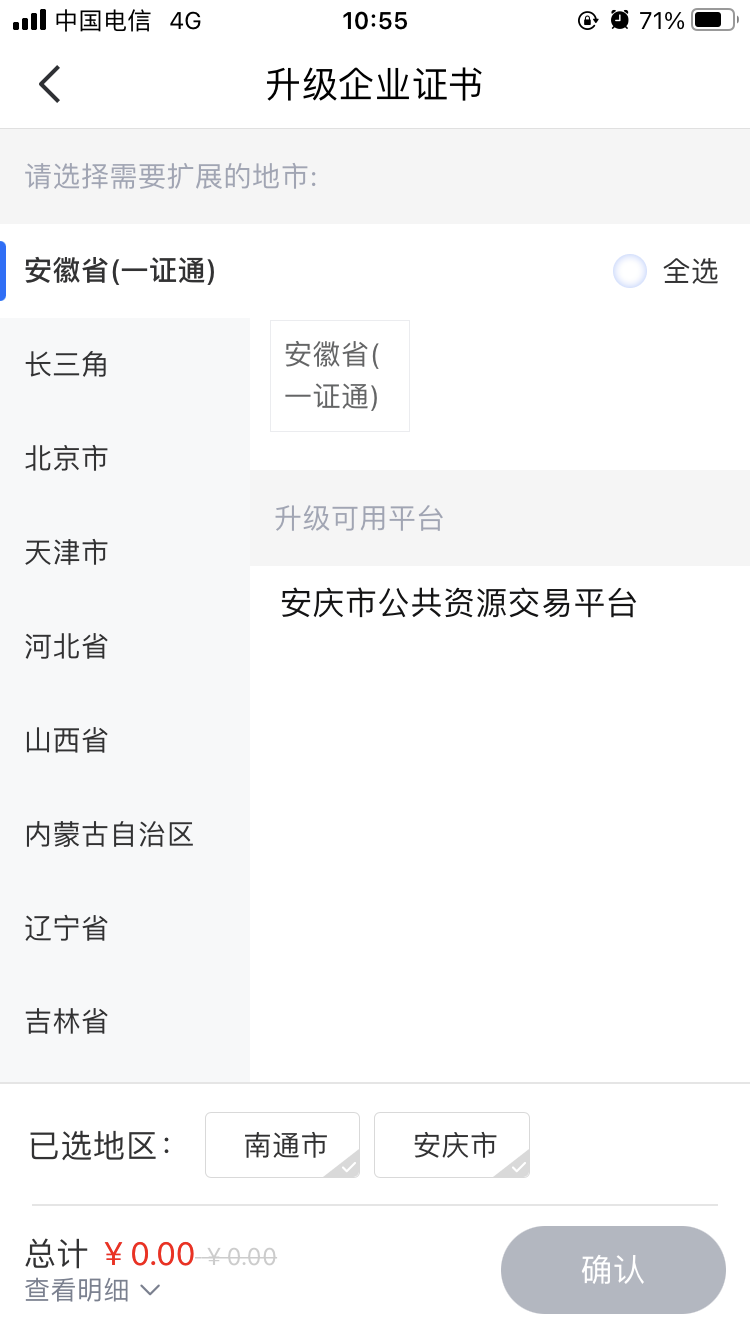 中国电信 4G 10:55 71%
升级企业证书
请选择需要扩展的地市:
安徽省(一证通) 全选
长三角
北京市
天津市
河北省
山西省
内蒙古自治区
辽宁省
吉林省
安徽省(
一证通)
升级可用平台
安庆市公共资源交易平台
已选地区: 南通市 安庆市
总计 ¥ 0.00 ¥ 0.00
查看明细
确认